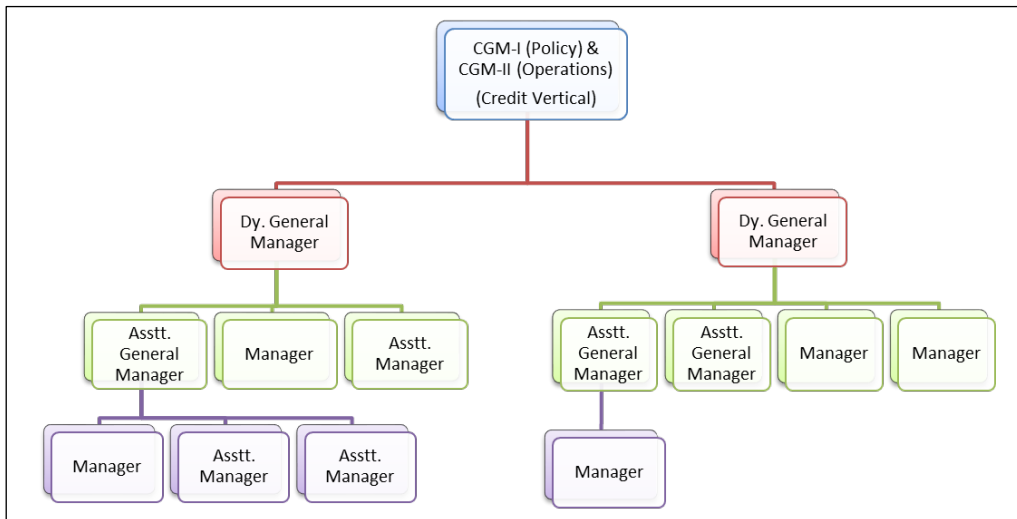 CGM-I (Policy) &
CGM-II (Operations)
(Credit Vertical)
Dy. General
Manager
Dy. General
Manager
Asstt.
General
Manager
Manager
Asstt.
Manager
Asstt.
General
Manager
Asstt.
General
Manager
Manager
Manager
Manager
Asstt.
Manager
Asstt.
Manager
Manager